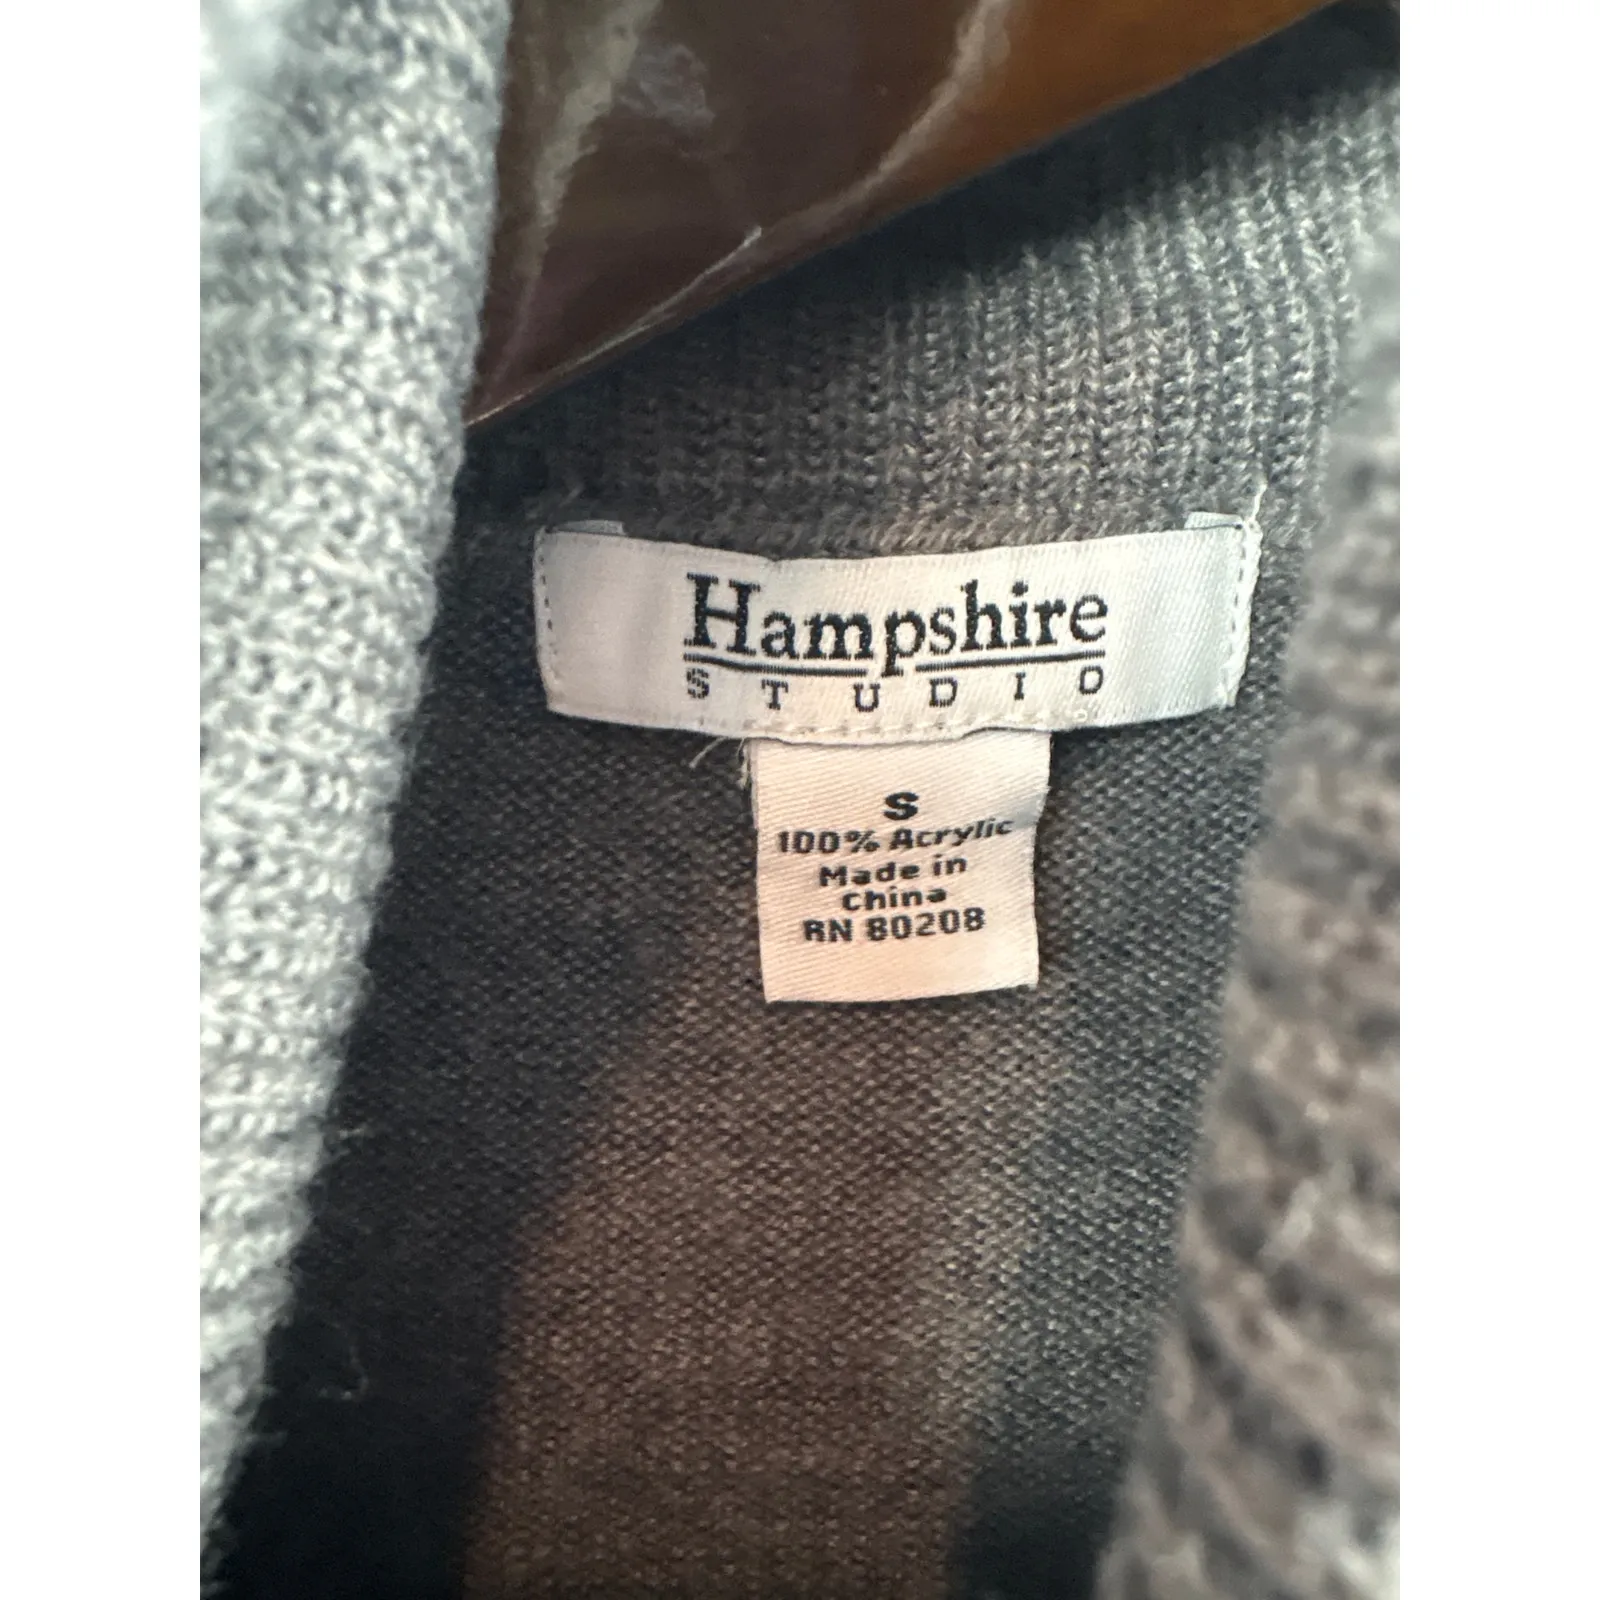 Hampshire
STUDIO
S
100% Acrylic
Made in
China
RN 80208